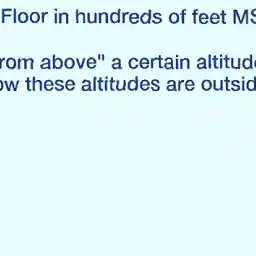 Floor in hundreds of feet MS
rom above" a certain altitud
ow these altitudes are outsid